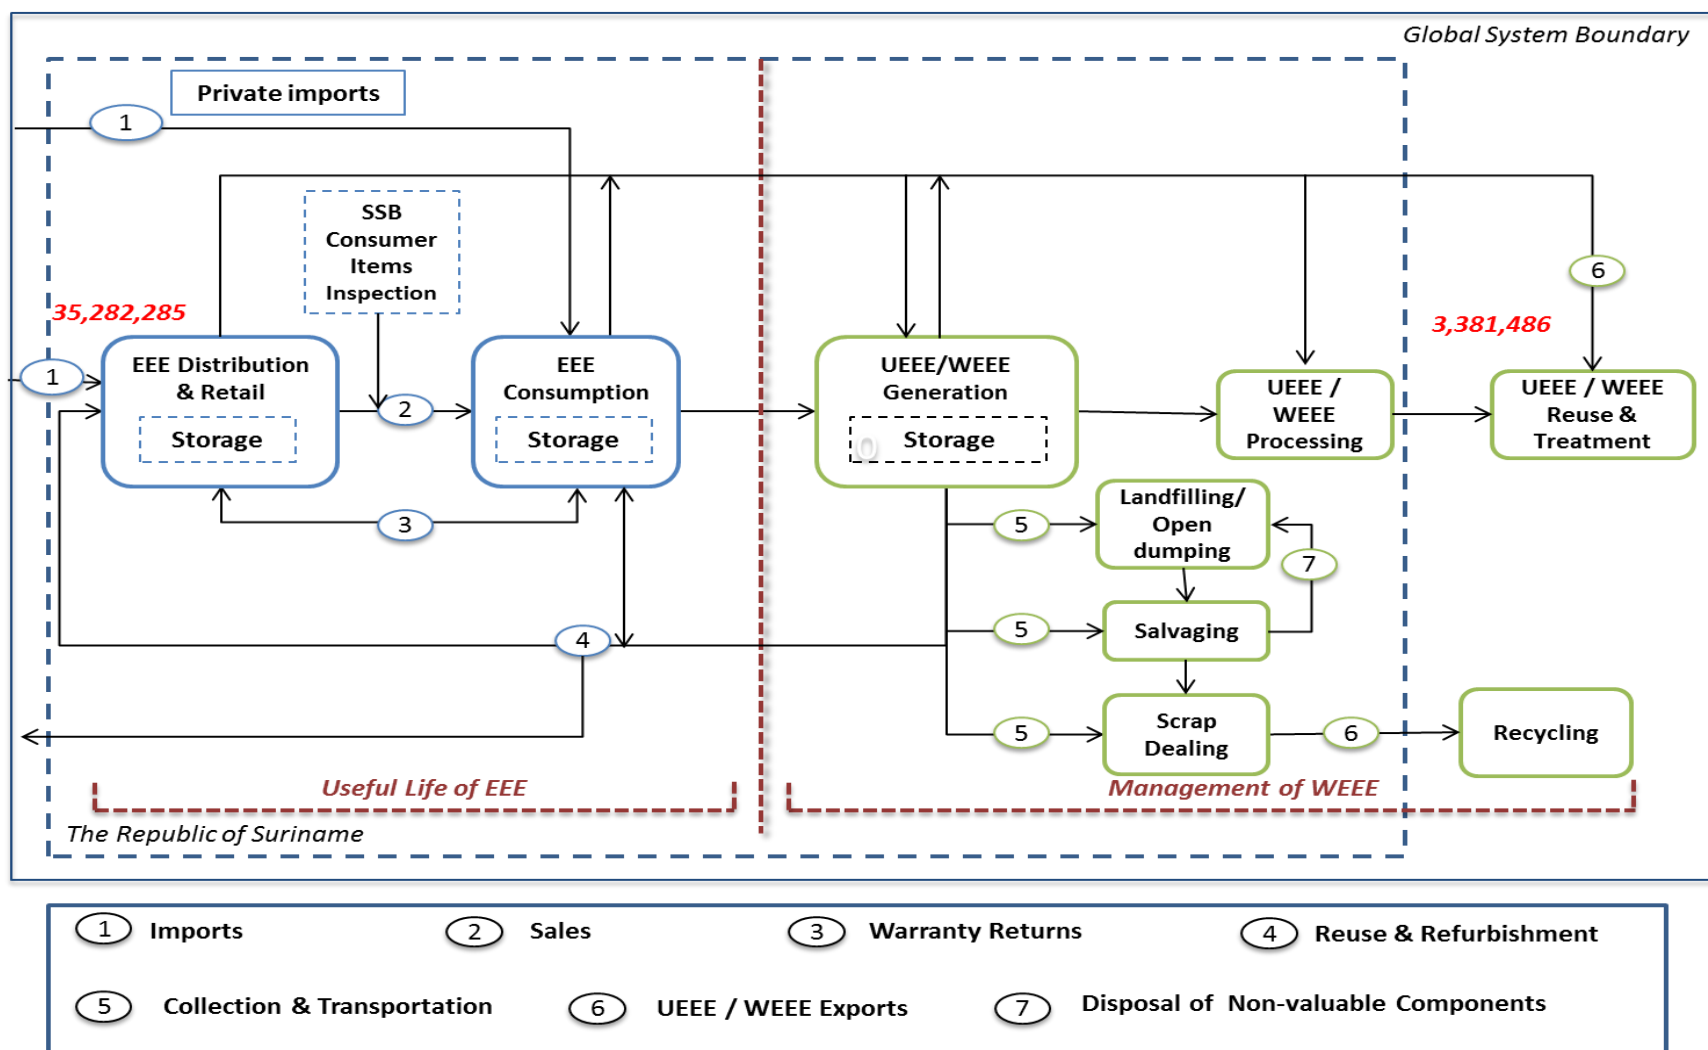 Global System Boundary
Private imports
1
SSB
Consumer
Items
Inspection
6
35,282,285
3,381,486
1
EEE Distribution
& Retail
Storage
2
EEE
Consumption
Storage
UEEE/WEEE
Generation
Storage
0
UEEE /
WEEE
Processing
UEEE / WEEE
Reuse &
Treatment
3
5
Landfilling/
Open
dumping
7
4
5
Salvaging
5
Scrap
Dealing
6
Recycling
Useful Life of EEE
Management of WEEE
The Republic of Suriname
1 Imports
2 Sales
3 Warranty Returns
4 Reuse & Refurbishment
5 Collection & Transportation
6 UEEE / WEEE Exports
7 Disposal of Non-valuable Components